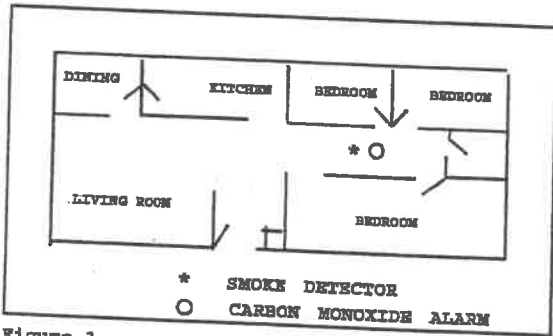 DINING
KITCHEN
BEDROOM
BEDROOM
* O
LIVING ROOM
BEDROOM
* SMOKE DETECTOR
O CARBON MONOXIDE ALARM
Figure 1